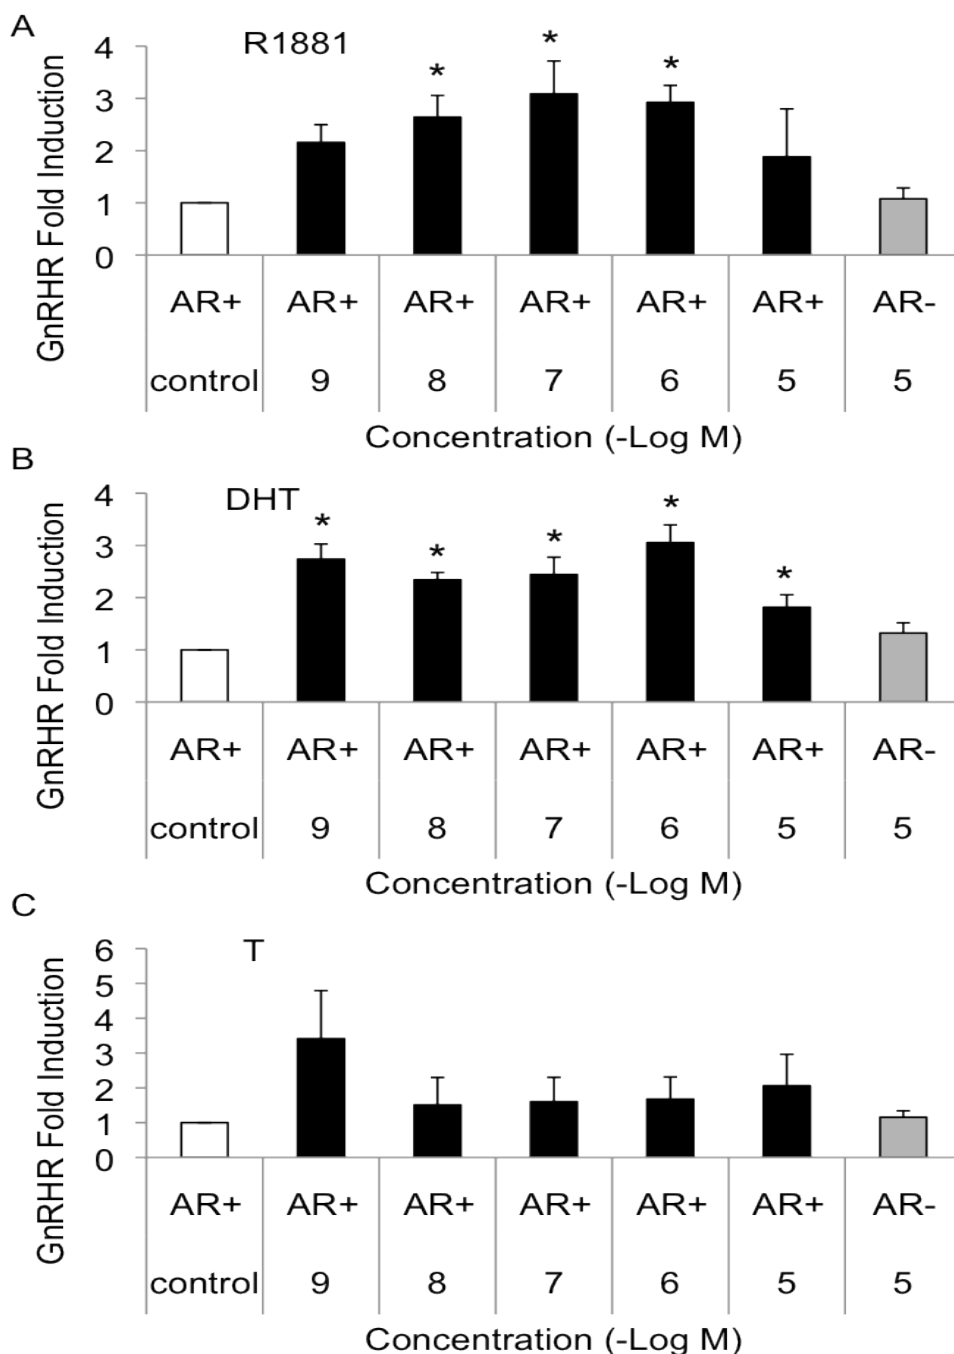 A
R1881
GnRHR Fold Induction
4
3
2
1
0
* * *
AR+ AR+ AR+ AR+ AR+ AR+ AR-
control 9 8 7 6 5 5
Concentration (-Log M)
B
DHT
GnRHR Fold Induction
4
3
2
1
0
* * * * *
AR+ AR+ AR+ AR+ AR+ AR+ AR-
control 9 8 7 6 5 5
Concentration (-Log M)
C
T
GnRHR Fold Induction
6
5
4
3
2
1
0
AR+ AR+ AR+ AR+ AR+ AR+ AR-
control 9 8 7 6 5 5
Concentration (-Log M)